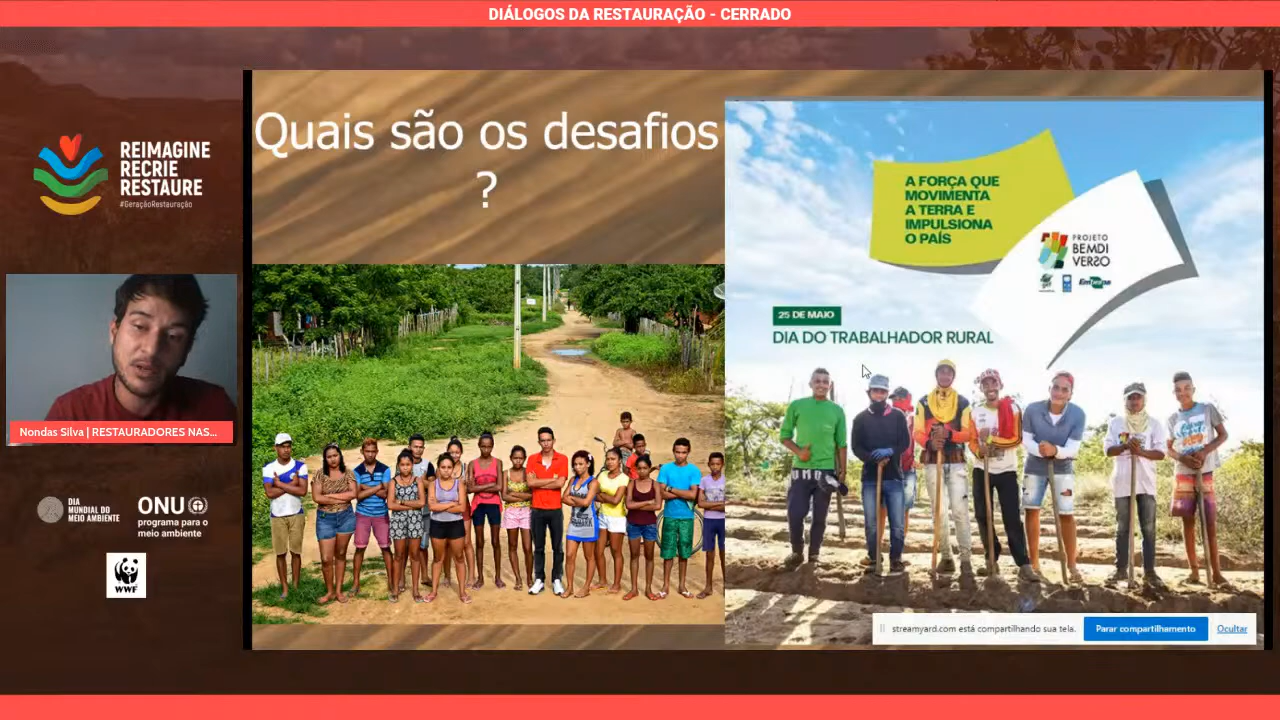 DIÁLOGOS DA RESTAURAÇÃO - CERRADO
REIMAGINE
RECRIE
RESTAURE
#GeraçãoRestauração
Nondas Silva | RESTAURADORES NAS...
DIA
MUNDIAL DO
MEIO AMBIENTE
ONU
programa para o
meio ambiente
WWF
Quais são os desafios
?
A FORÇA QUE
MOVIMENTA
A TERRA E
IMPULSIONA
O PAÍS
PROJETO
BEMDI
VERSO
Embrapa
25 DE MAIO
DIA DO TRABALHADOR RURAL
streamyard.com está compartilhando sua tela.
Parar compartilhamento
Ocultar